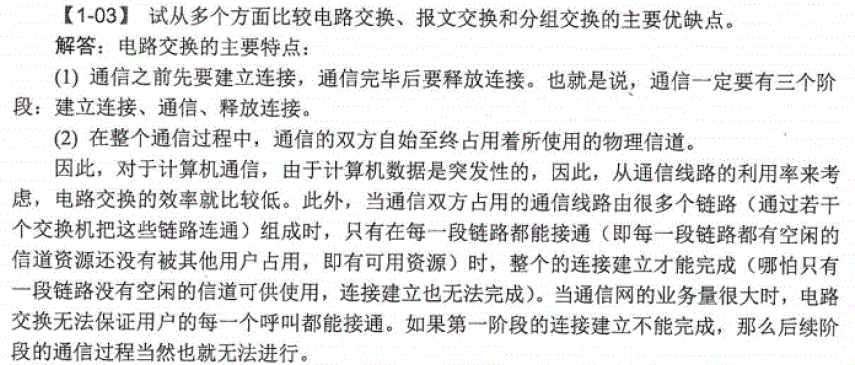 【1-03】 试从多个方面比较电路交换、报文交换和分组交换的主要优缺点。
解答：电路交换的主要特点：
(1) 通信之前先要建立连接，通信完毕后要释放连接。也就是说，通信一定要有三个阶
段：建立连接、通信、释放连接。
(2) 在整个通信过程中，通信的双方自始至终占用着所使用的物理信道。
因此，对于计算机通信，由于计算机数据是突发性的，因此，从通信线路的利用率来考
虑，电路交换的效率就比较低。此外，当通信双方占用的通信线路由很多个链路（通过若干
个交换机把这些链路连通）组成时，只有在每一段链路都能接通（即每一段链路都有空闲的
信道资源还没有被其他用户占用，即有可用资源）时，整个的连接建立才能完成（哪怕只有
一段链路没有空闲的信道可供使用，连接建立也无法完成）。当通信网的业务量很大时，电路
交换无法保证用户的每一个呼叫都能接通。如果第一阶段的连接建立不能完成，那么后续阶
段的通信过程当然也就无法进行。